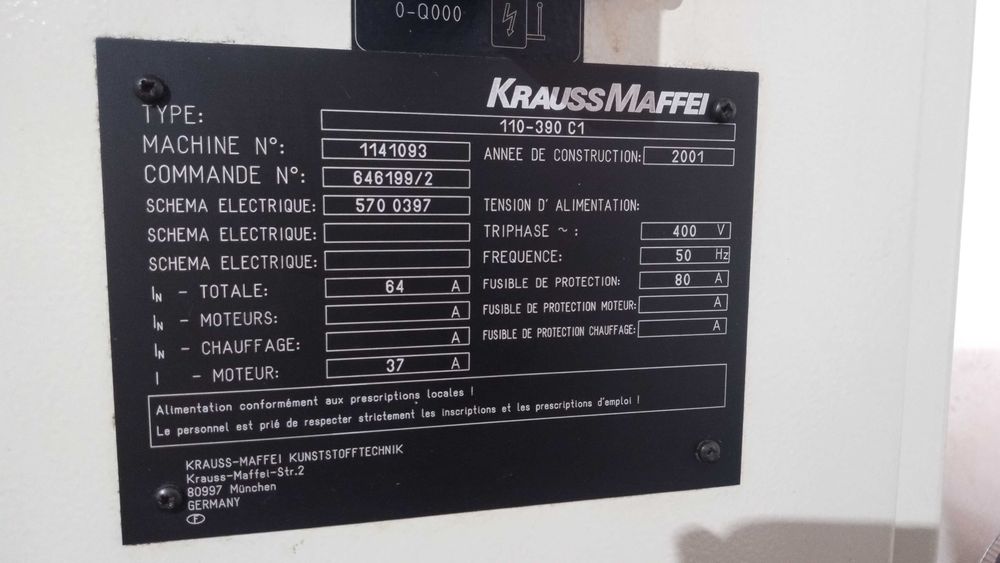 0-Q000
KRAUSSMAFFEI
TYPE: 110-390 C1
MACHINE N°: 1141093 ANNEE DE CONSTRUCTION: 2001
COMMANDE N°: 646199/2
SCHEMA ELECTRIQUE: 570 0397 TENSION D' ALIMENTATION:
SCHEMA ELECTRIQUE: TRIPHASE ~ : 400 V
SCHEMA ELECTRIQUE: FREQUENCE: 50 Hz
IN - TOTALE: 64 A FUSIBLE DE PROTECTION: 80 A
IN - MOTEURS: A FUSIBLE DE PROTECTION MOTEUR: A
IN - CHAUFFAGE: A FUSIBLE DE PROTECTION CHAUFFAGE: A
I - MOTEUR: 37 A
Alimentation conformément aux prescriptions locales !
Le personnel est prié de respecter strictement les inscriptions et les prescriptions d'emploi !
KRAUSS-MAFFEI KUNSTSTOFFTECHNIK
Krauss-Maffei-Str.2
80997 München
GERMANY
F